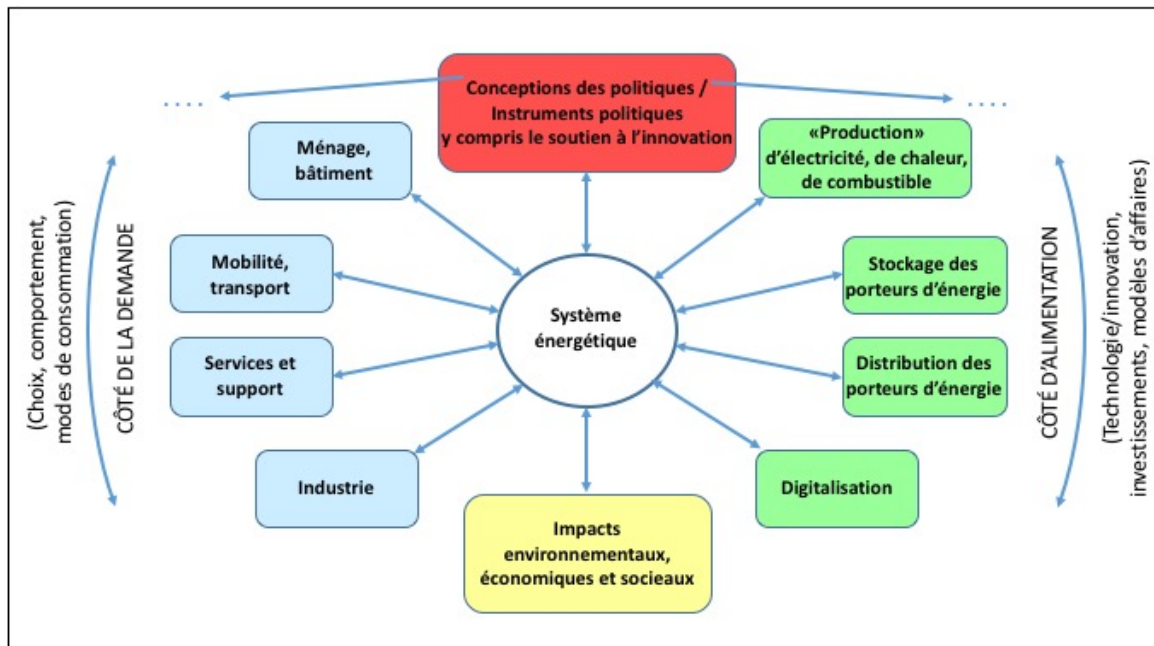 Conceptions des politiques /
Instruments politiques
y compris le soutien à l'innovation
.....
.....
Ménage,
bâtiment
«Production»
d'électricité, de chaleur,
de combustible
(Choix, comportement,
modes de consommation)
CÔTÉ DE LA DEMANDE
Mobilité,
transport
Stockage des
porteurs d'énergie
Système
énergétique
Services et
support
Distribution des
porteurs d'énergie
CÔTÉ D'ALIMENTATION
(Technologie/innovation,
investissements, modèles d'affaires)
Industrie
Digitalisation
Impacts
environnementaux,
économiques et socieaux